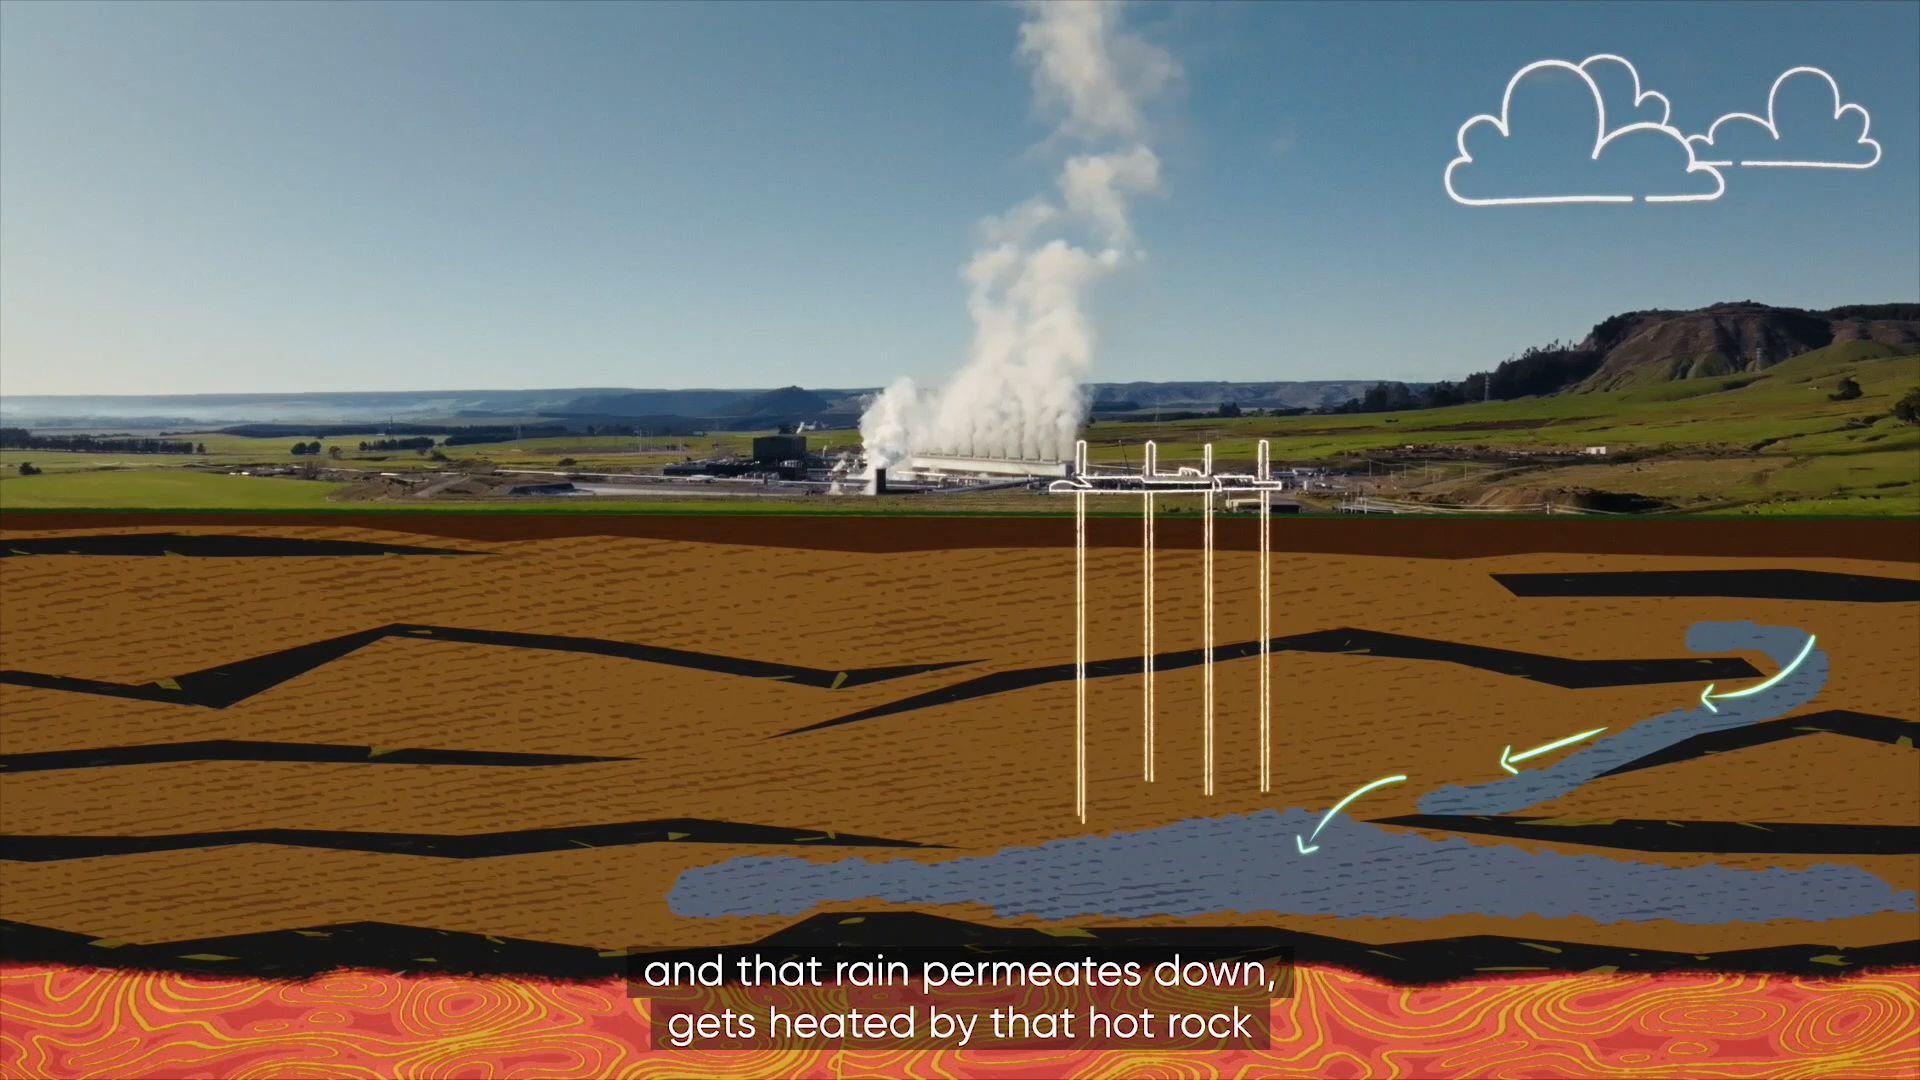 and that rain permeates down,
gets heated by that hot rock